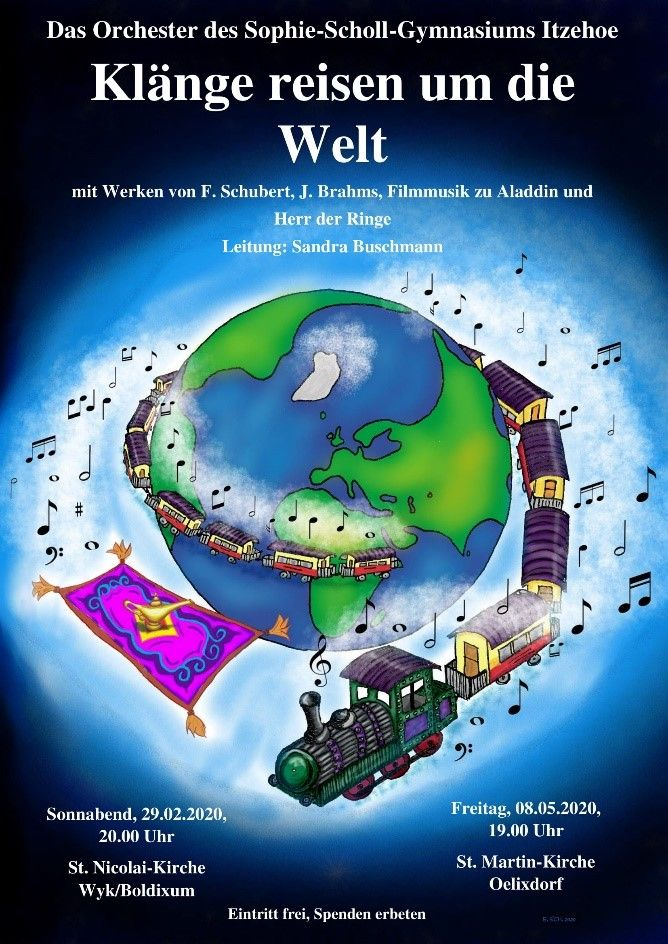 Das Orchester des Sophie-Scholl-Gymnasiums Itzehoe
Klänge reisen um die
Welt
mit Werken von F. Schubert, J. Brahms, Filmmusik zu Aladdin und
Herr der Ringe
Leitung: Sandra Buschmann
Sonnabend, 29.02.2020,
20.00 Uhr
St. Nicolai-Kirche
Wyk/Boldixum
Freitag, 08.05.2020,
19.00 Uhr
St. Martin-Kirche
Oelixdorf
Eintritt frei, Spenden erbeten